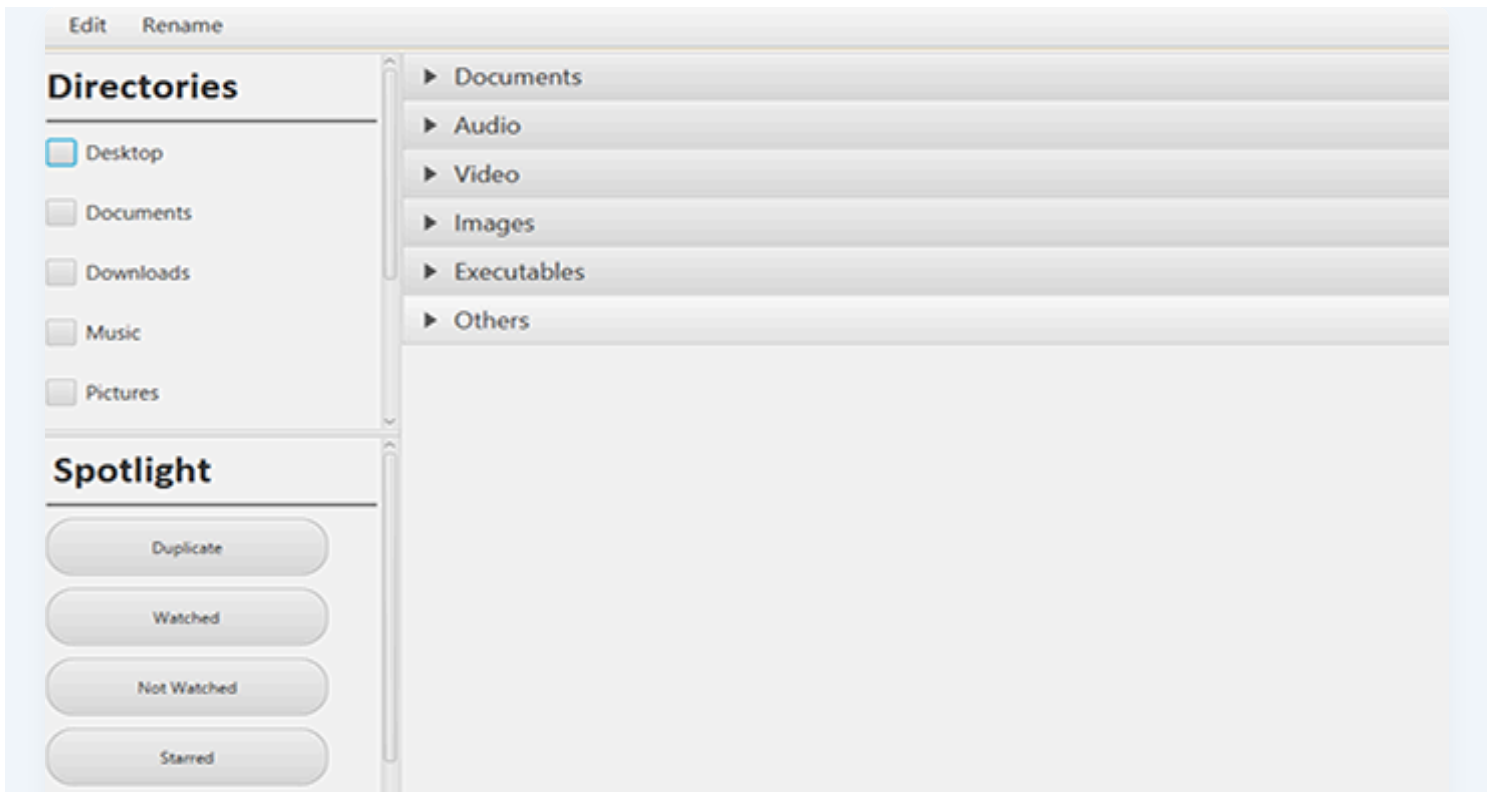 Edit Rename
Directories
Desktop
Documents
Downloads
Music
Pictures
Spotlight
Duplicate
Watched
Not Watched
Starred
Documents
Audio
Video
Images
Executables
Others